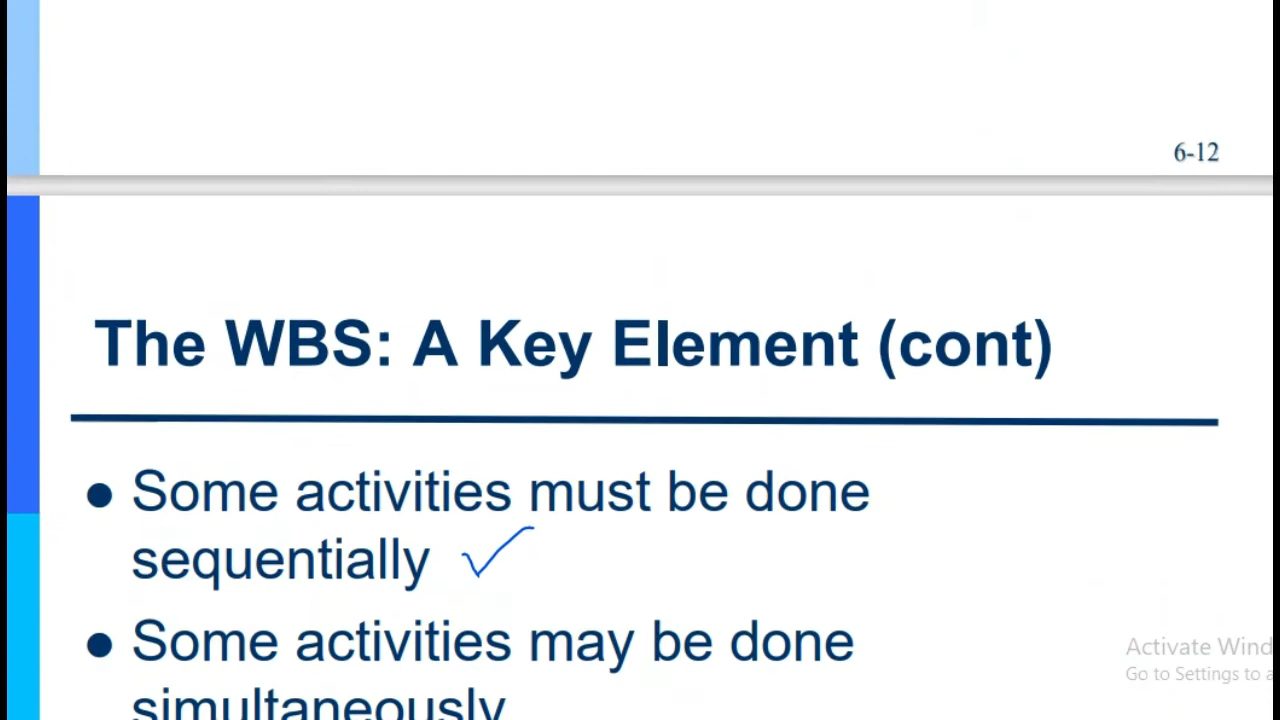 6-12
The WBS: A Key Element (cont)
● Some activities must be done
sequentially ✓
● Some activities may be done
simultaneously
Activate Wind
Go to Settings to a